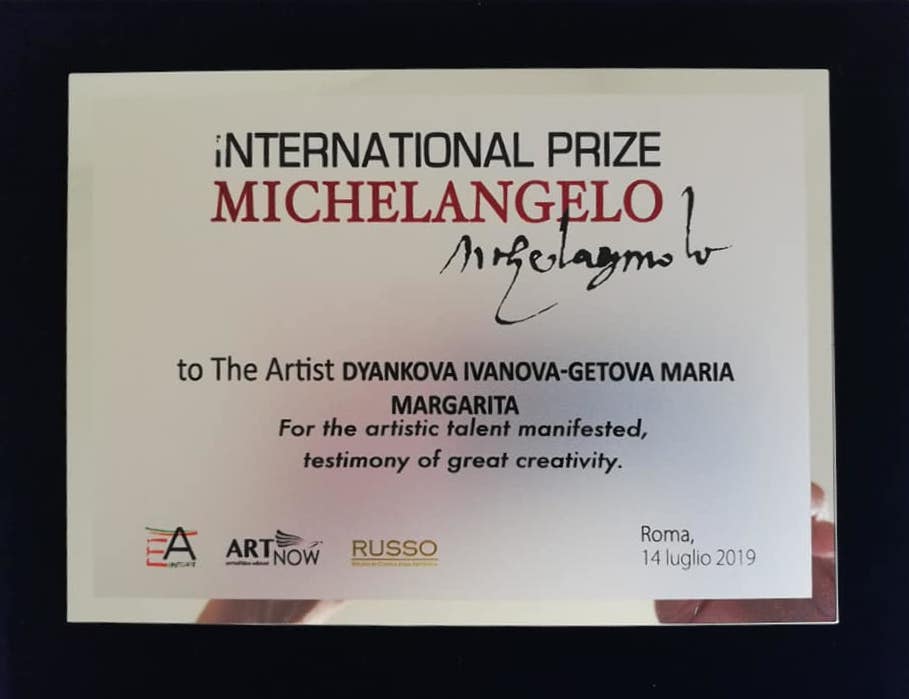 iNTERNATIONAL PRIZE
MICHELANGELO
to The Artist DYANKOVA IVANOVA-GETOVA MARIA
MARGARITA
For the artistic talent manifested,
testimony of great creativity.
EA
ART NOW
RUSSO
Roma,
14 luglio 2019